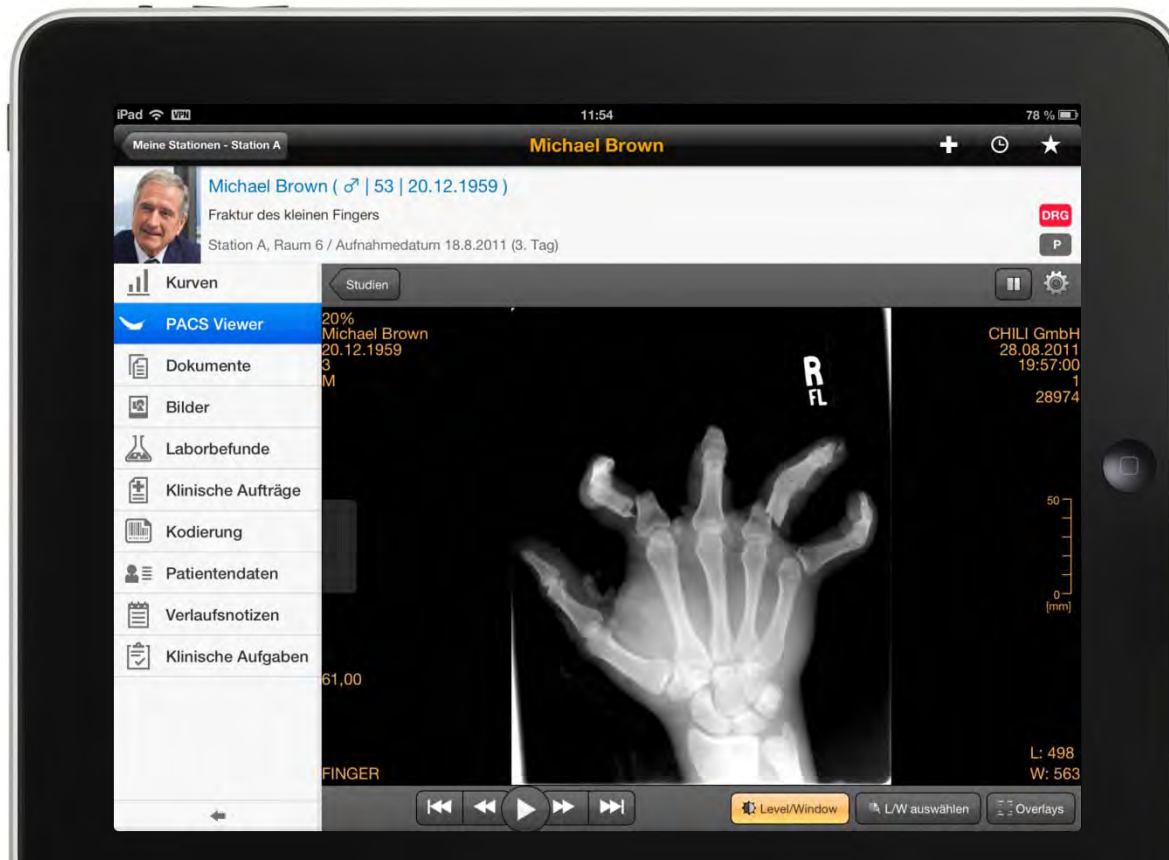 iPad VPN 11:54 78 %
Meine Stationen - Station A Michael Brown
Michael Brown ( ♂ | 53 | 20.12.1959 )
Fraktur des kleinen Fingers
DRG
Station A, Raum 6 / Aufnahmedatum 18.8.2011 (3. Tag)
P
Kurven
PACS Viewer
Dokumente
Bilder
Laborbefunde
Klinische Aufträge
Kodierung
Patientendaten
Verlaufsnotizen
Klinische Aufgaben
Studien
20%
Michael Brown
20.12.1959
3
M
CHILI GmbH
28.08.2011
19:57:00
1
28974
R
FL
50
0
[mm]
61,00
FINGER
L: 498
W: 563
Level/Window L/W auswählen Overlays